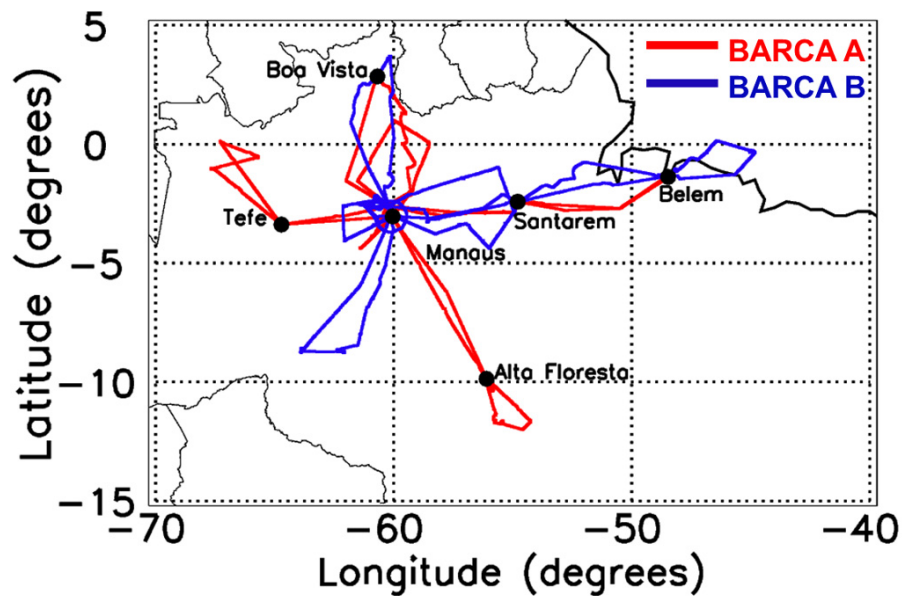 5
BARCA A
Boa Vista
BARCA B
0
Belem
Tefe
Santarem
Manaus
-5
Alta Floresta
-10
-15
-70
-60
-50
-40
Latitude (degrees)
Longitude (degrees)